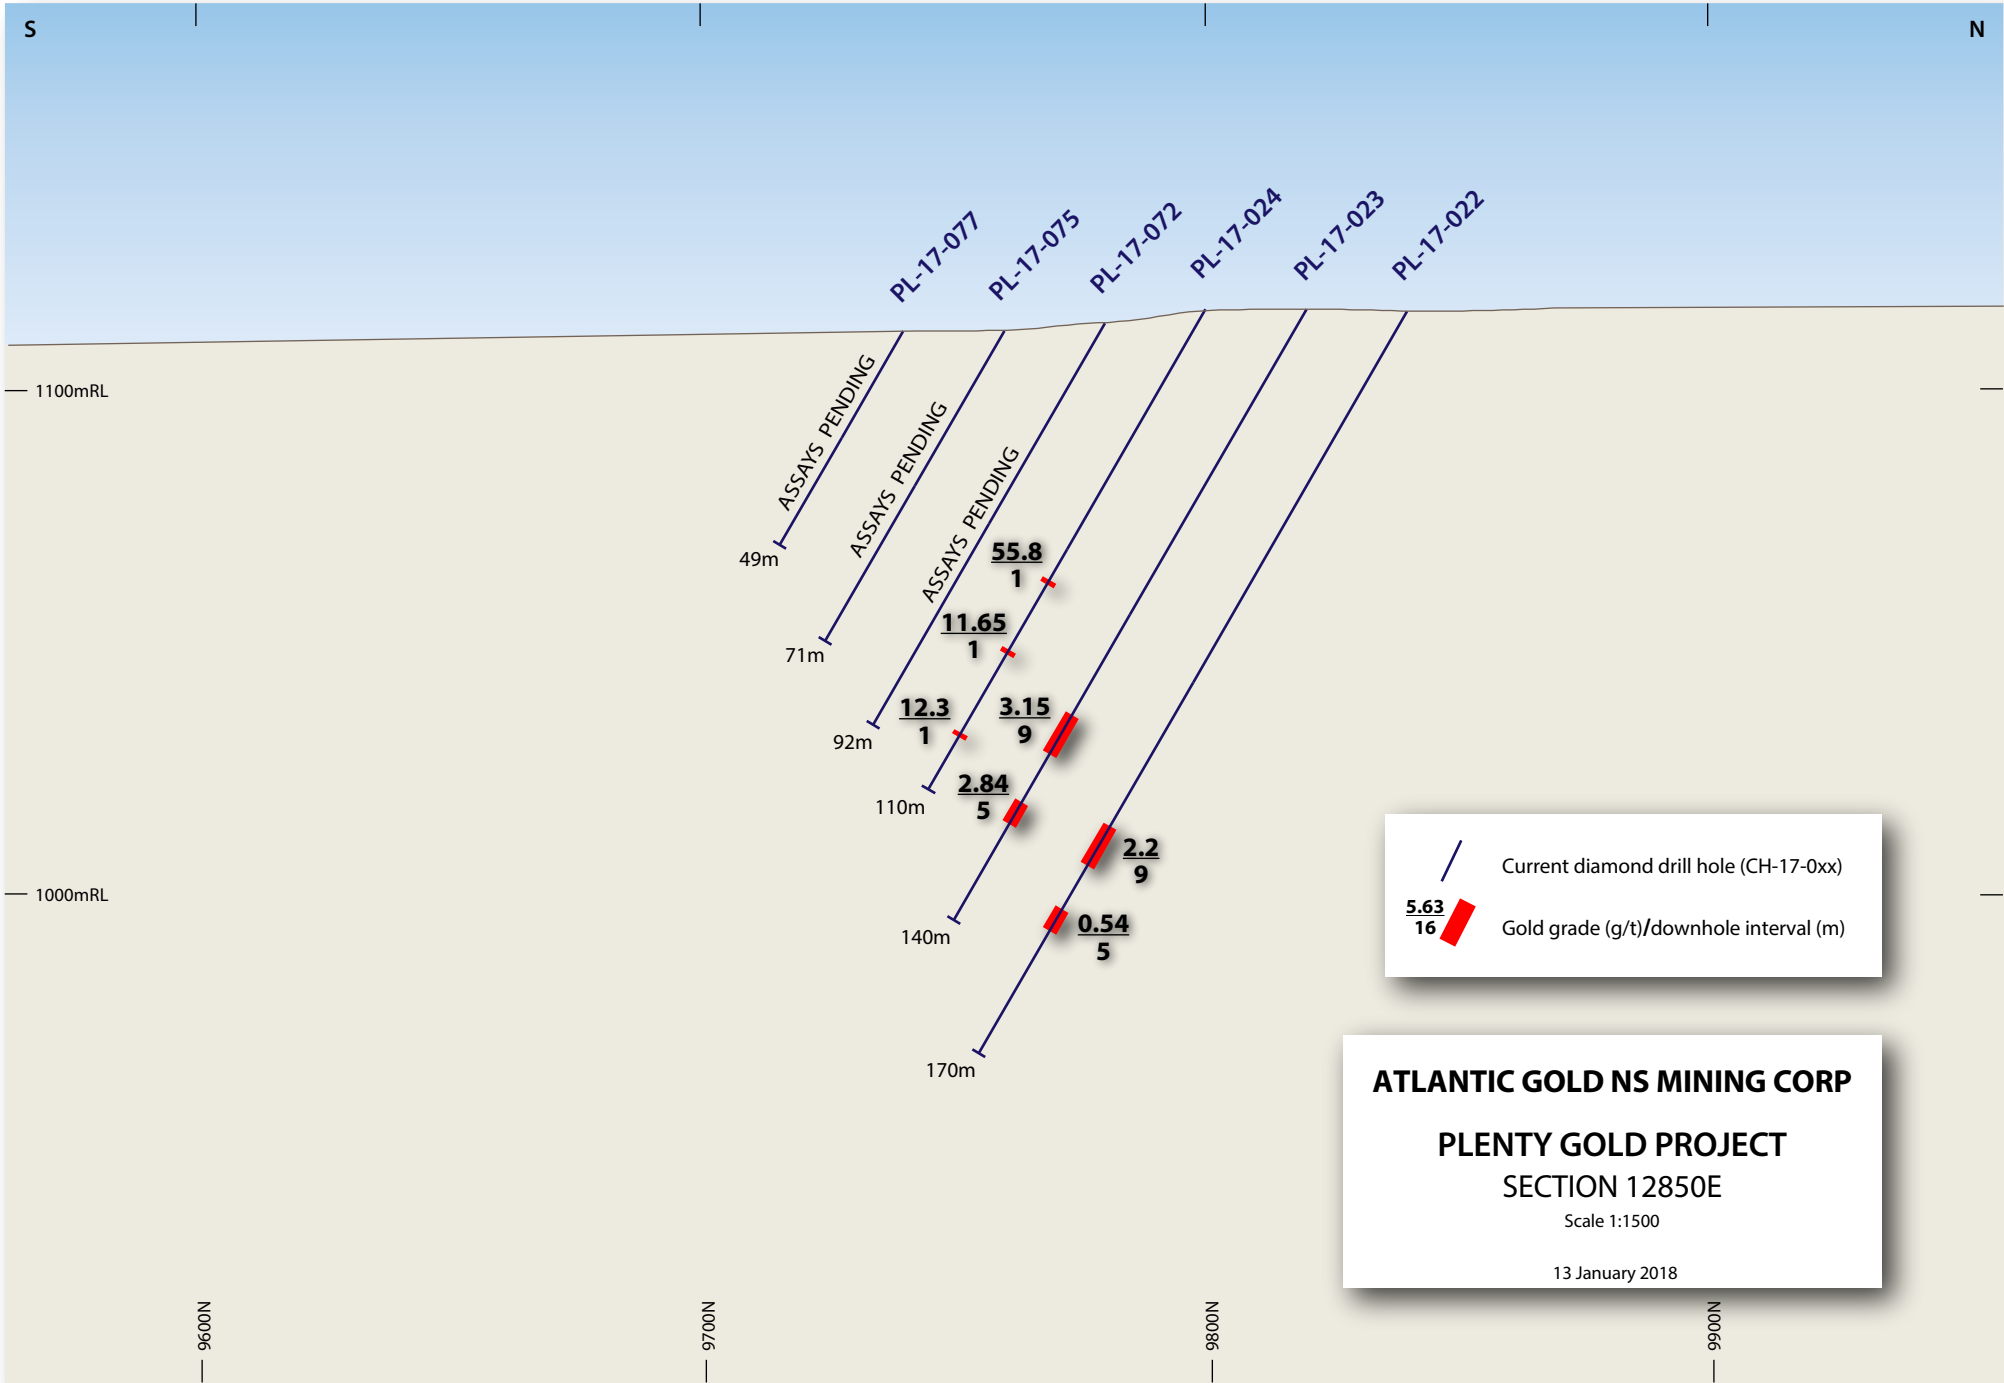 S
N
PL-17-077
PL-17-075
PL-17-072
PL-17-024
PL-17-023
PL-17-022
1100mRL
ASSAYS PENDING
ASSAYS PENDING
ASSAYS PENDING
49m
55.8
1
11.65
1
71m
12.3
1
3.15
9
92m
2.84
5
110m
2.2
9
1000mRL
0.54
5
140m
170m
Current diamond drill hole (CH-17-0xx)
5.63
16
Gold grade (g/t)/downhole interval (m)
ATLANTIC GOLD NS MINING CORP
PLENTY GOLD PROJECT
SECTION 12850E
Scale 1:1500
13 January 2018
9600N
9700N
9800N
9900N